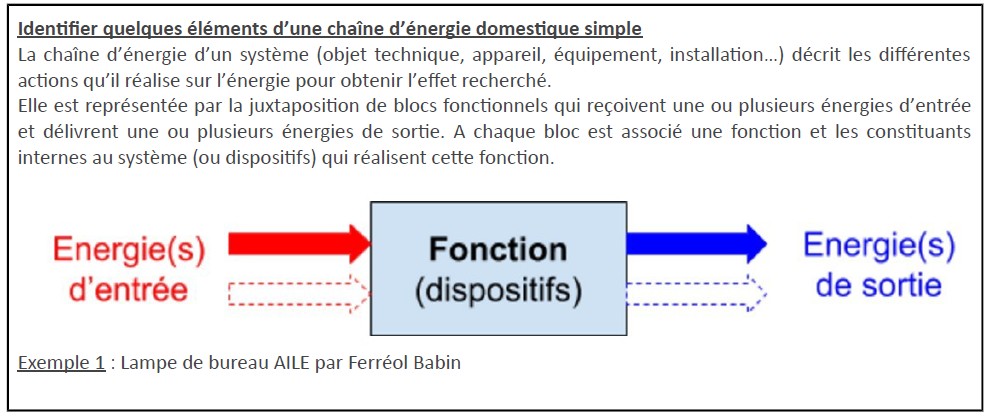 Identifier quelques éléments d’une chaîne d’énergie domestique simple
La chaîne d’énergie d’un système (objet technique, appareil, équipement, installation…) décrit les différentes
actions qu’il réalise sur l’énergie pour obtenir l’effet recherché.
Elle est représentée par la juxtaposition de blocs fonctionnels qui reçoivent une ou plusieurs énergies d’entrée
et délivrent une ou plusieurs énergies de sortie. A chaque bloc est associé une fonction et les constituants
internes au système (ou dispositifs) qui réalisent cette fonction.
Energie(s)
d’entrée
Fonction
(dispositifs)
Energie(s)
de sortie
Exemple 1 : Lampe de bureau AILE par Ferréol Babin